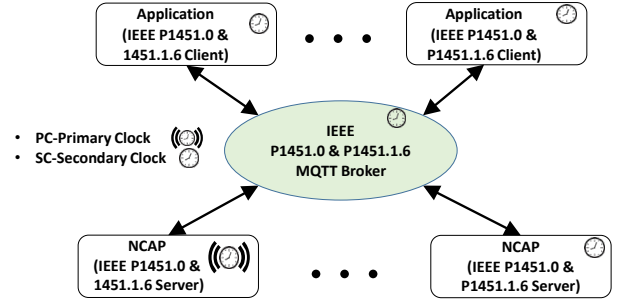 Application
(IEEE P1451.0 &
1451.1.6 Client)
Application
(IEEE P1451.0 &
P1451.1.6 Client)
• PC-Primary Clock
• SC-Secondary Clock
IEEE
P1451.0 & P1451.1.6
MQTT Broker
NCAP
(IEEE P1451.0 &
1451.1.6 Server)
NCAP
(IEEE P1451.0 &
P1451.1.6 Server)